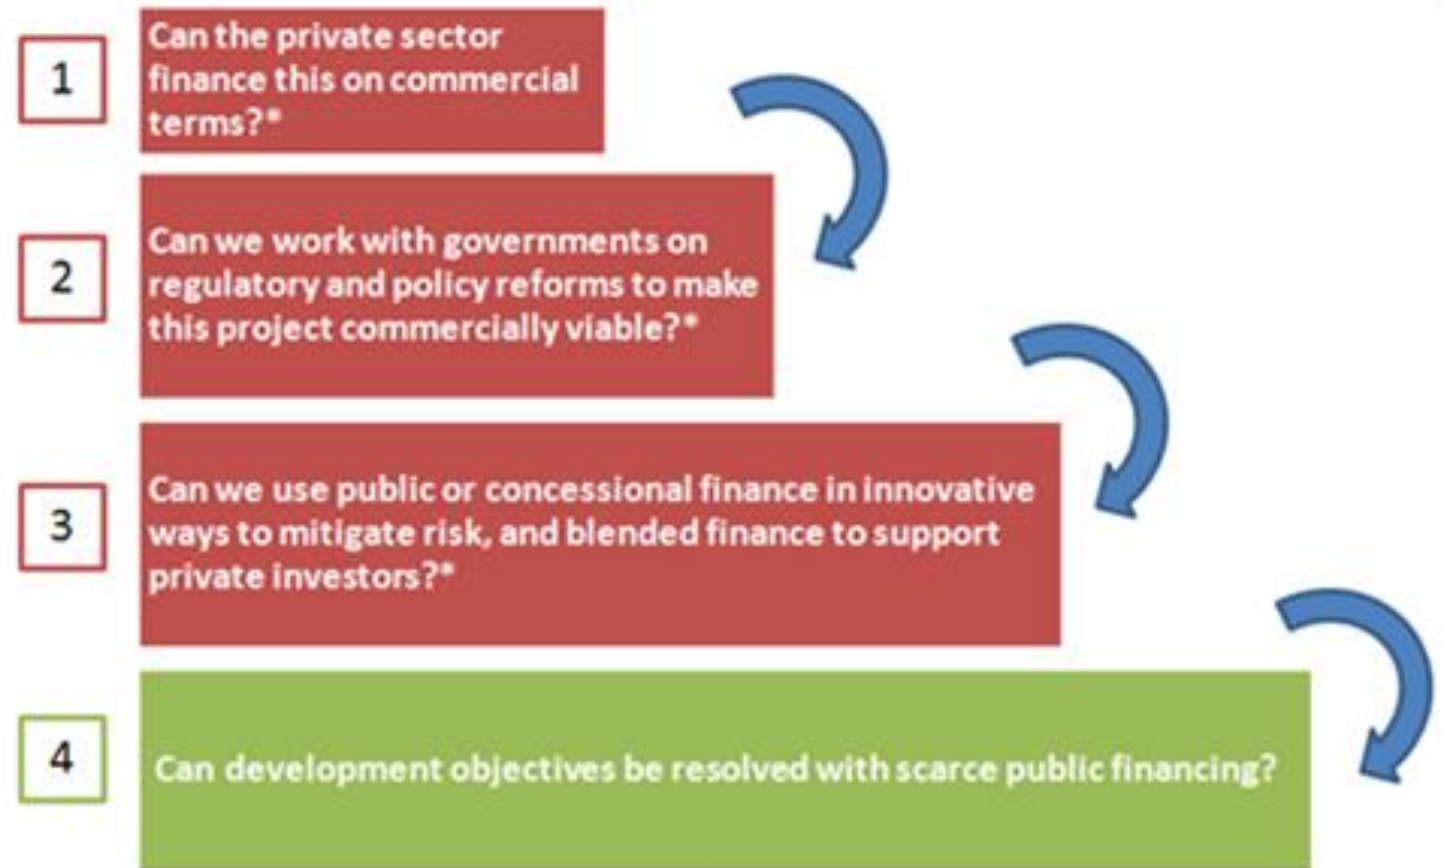 1
Can the private sector
finance this on commercial
terms?*
2
Can we work with governments on
regulatory and policy reforms to make
this project commercially viable?*
3
Can we use public or concessional finance in innovative
ways to mitigate risk, and blended finance to support
private investors?*
4
Can development objectives be resolved with scarce public financing?